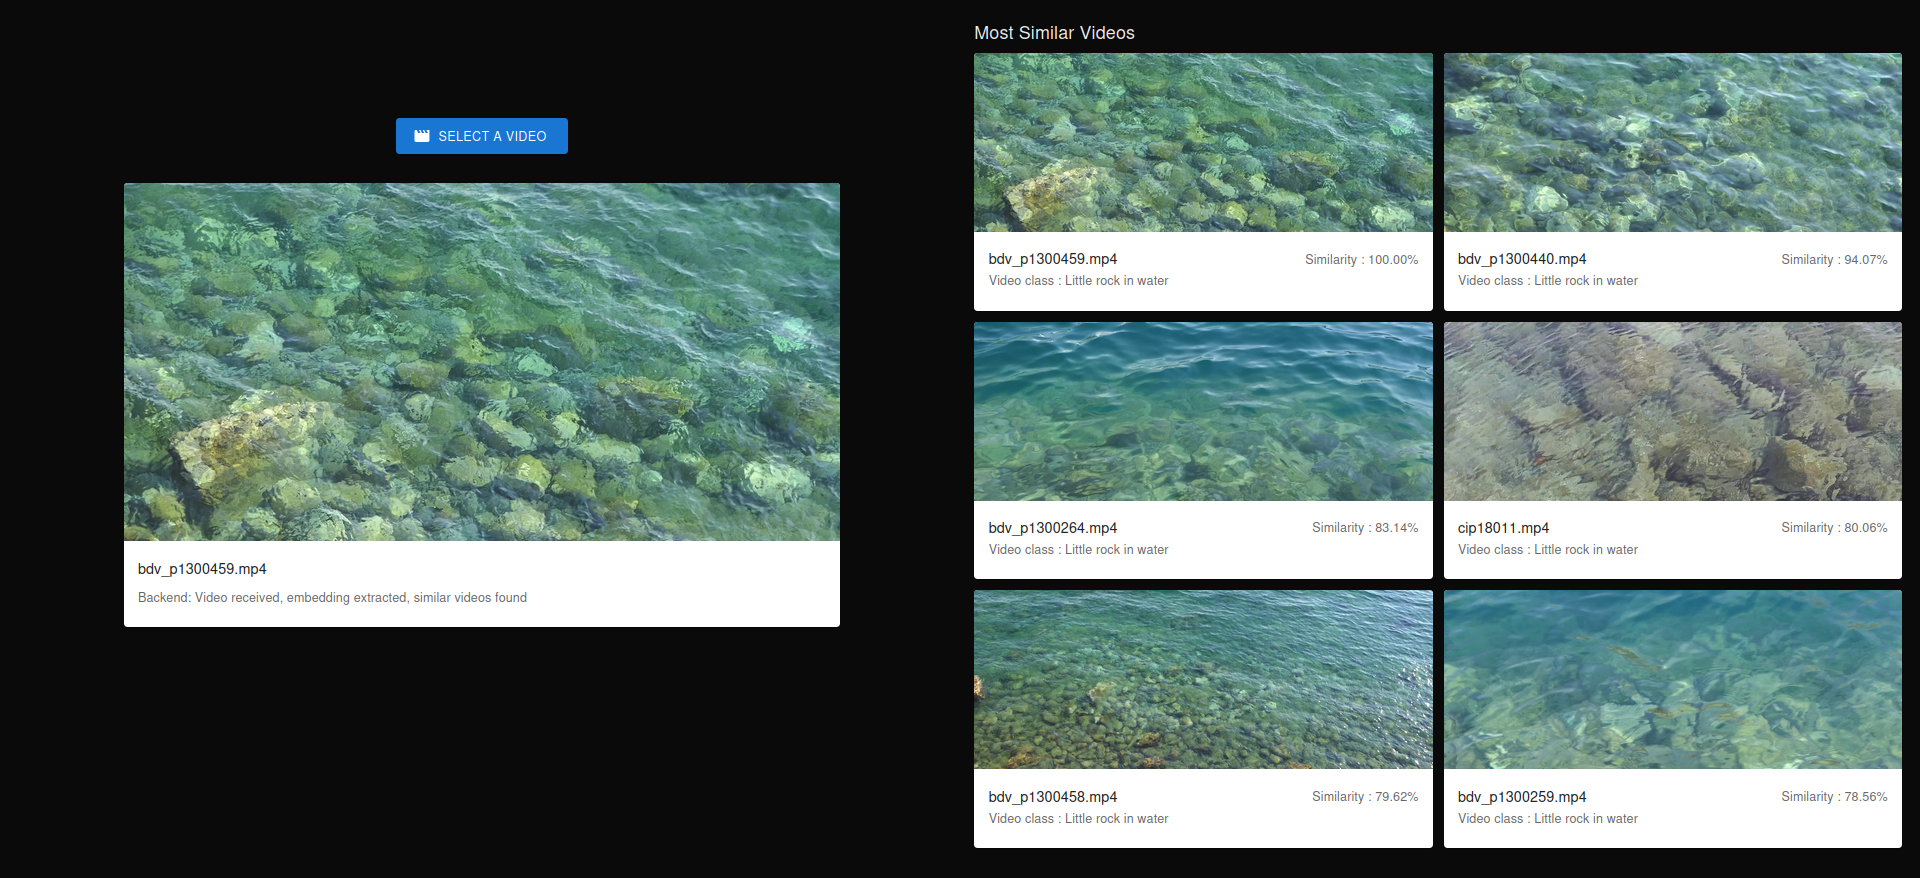 SELECT A VIDEO
bdv_p1300459.mp4
Backend: Video received, embedding extracted, similar videos found
Most Similar Videos
bdv_p1300459.mp4 Similarity : 100.00%
Video class : Little rock in water
bdv_p1300440.mp4 Similarity : 94.07%
Video class : Little rock in water
bdv_p1300264.mp4 Similarity : 83.14%
Video class : Little rock in water
cip18011.mp4 Similarity : 80.06%
Video class : Little rock in water
bdv_p1300458.mp4 Similarity : 79.62%
Video class : Little rock in water
bdv_p1300259.mp4 Similarity : 78.56%
Video class : Little rock in water